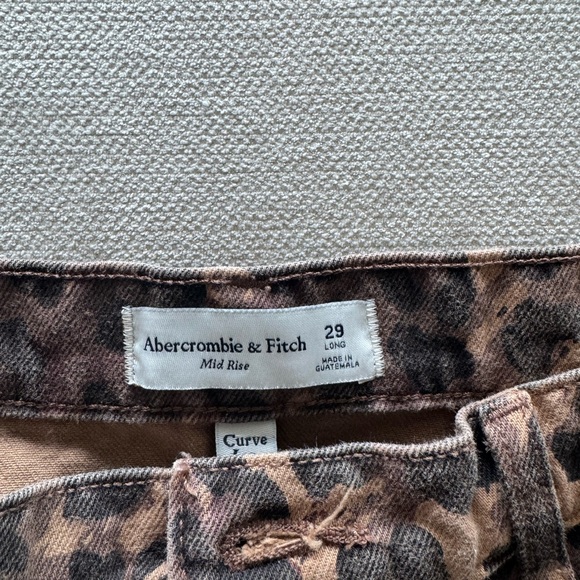 Abercrombie & Fitch
Mid Rise
29
LONG
MADE IN
GUATEMALA
Curve